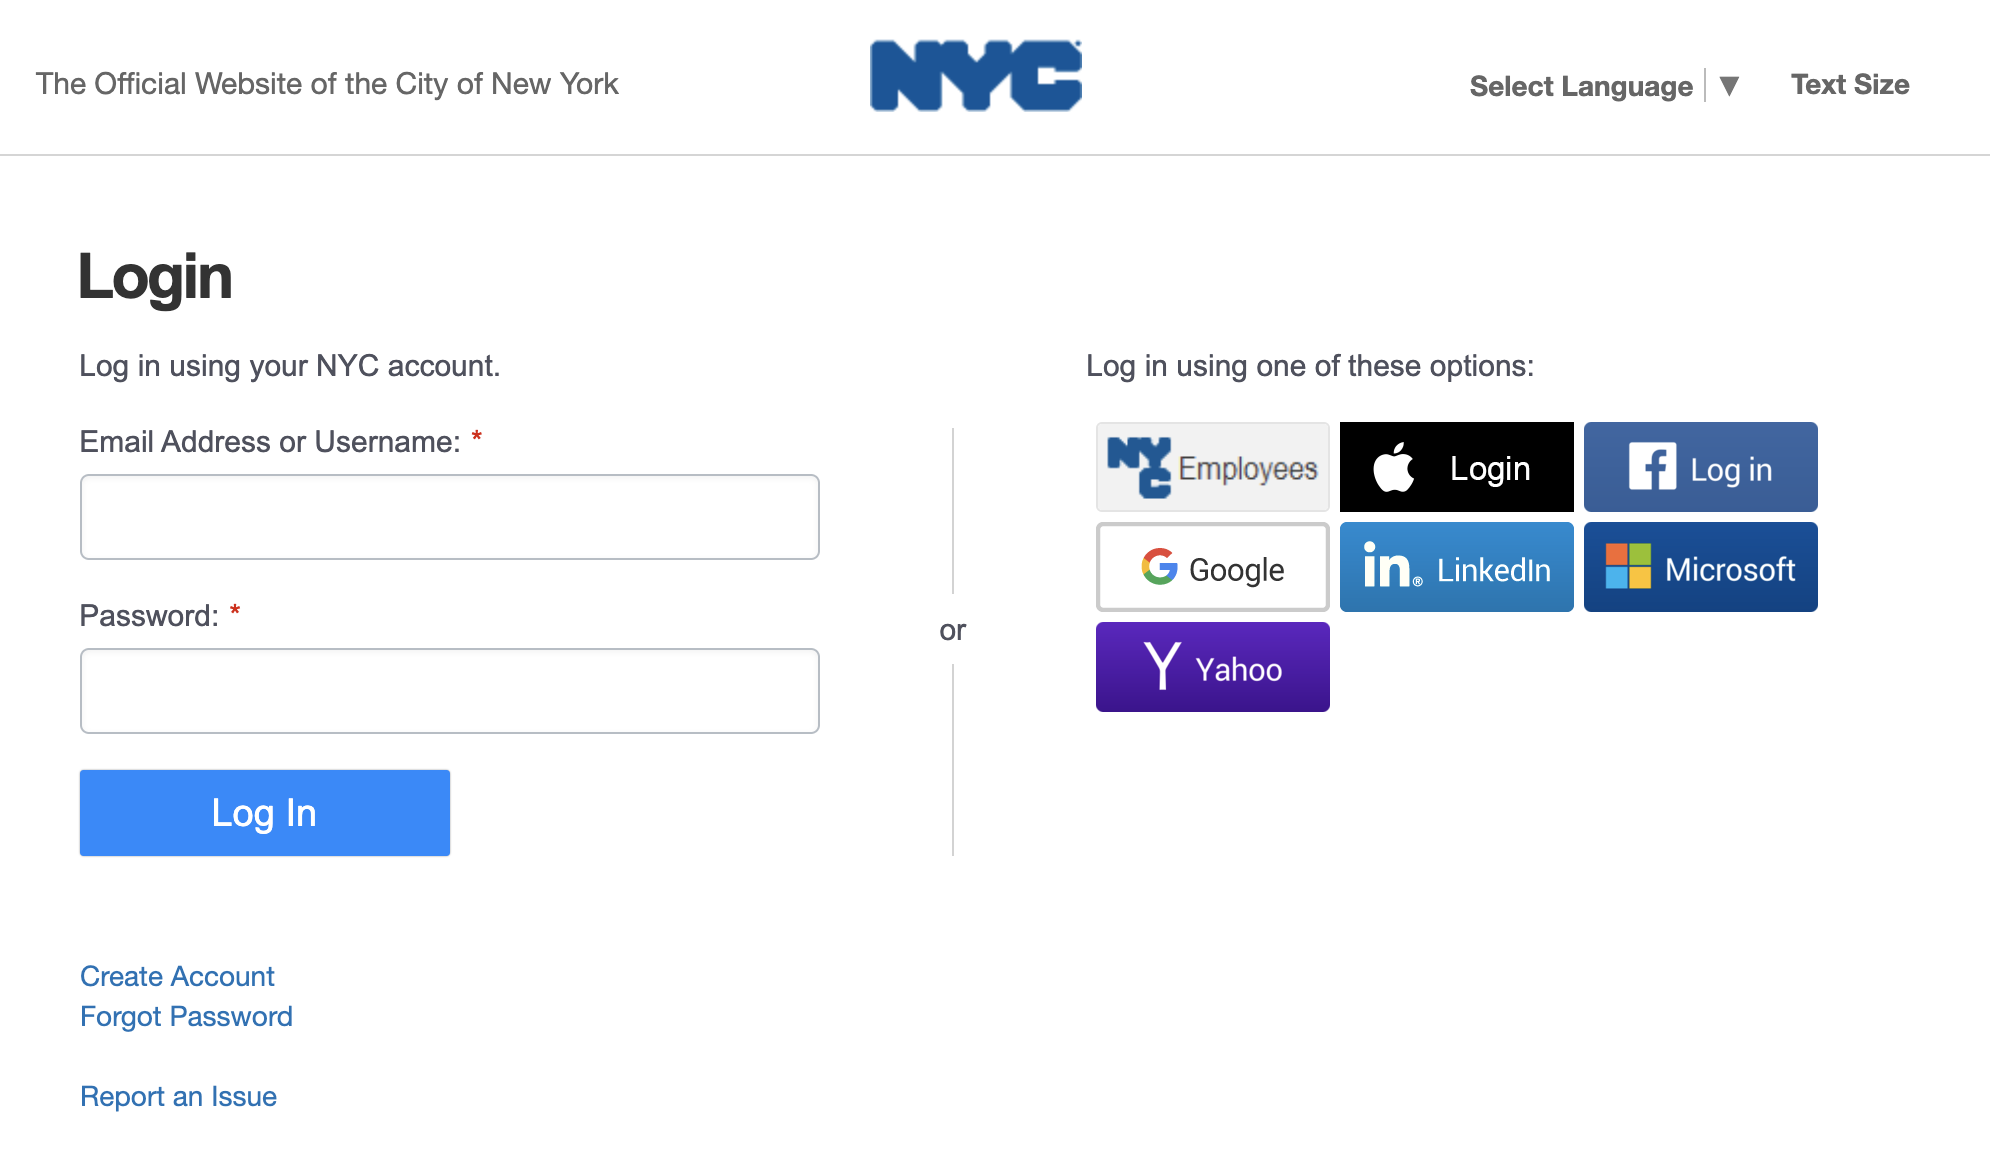 The Official Website of the City of New York
NYC
Select Language ▼
Text Size
Login
Log in using your NYC account.
Email Address or Username: *
Password: *
Log In
or
Log in using one of these options:
NYC Employees
Login
f Log in
G Google
in® LinkedIn
Microsoft
Y Yahoo
Create Account
Forgot Password
Report an Issue